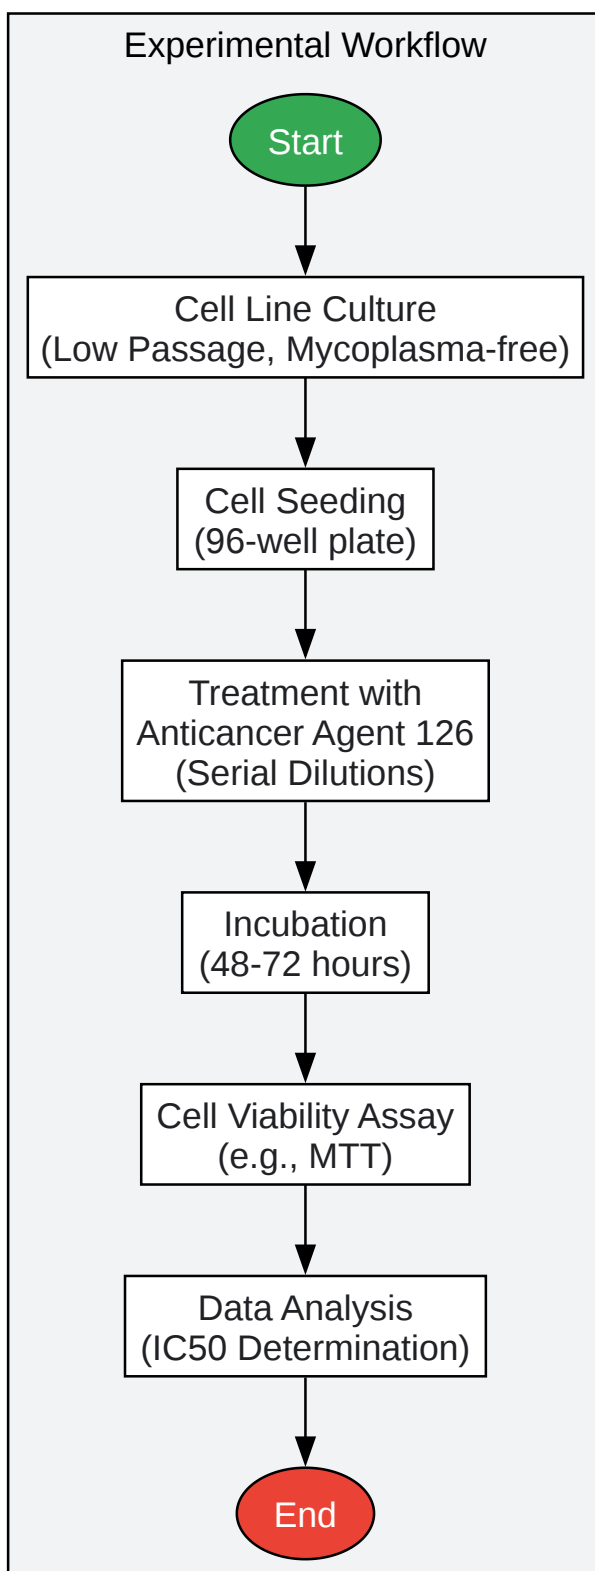 Experimental Workflow
Start
Cell Line Culture
(Low Passage, Mycoplasma-free)
Cell Seeding
(96-well plate)
Treatment with
Anticancer Agent 126
(Serial Dilutions)
Incubation
(48-72 hours)
Cell Viability Assay
(e.g., MTT)
Data Analysis
(IC50 Determination)
End